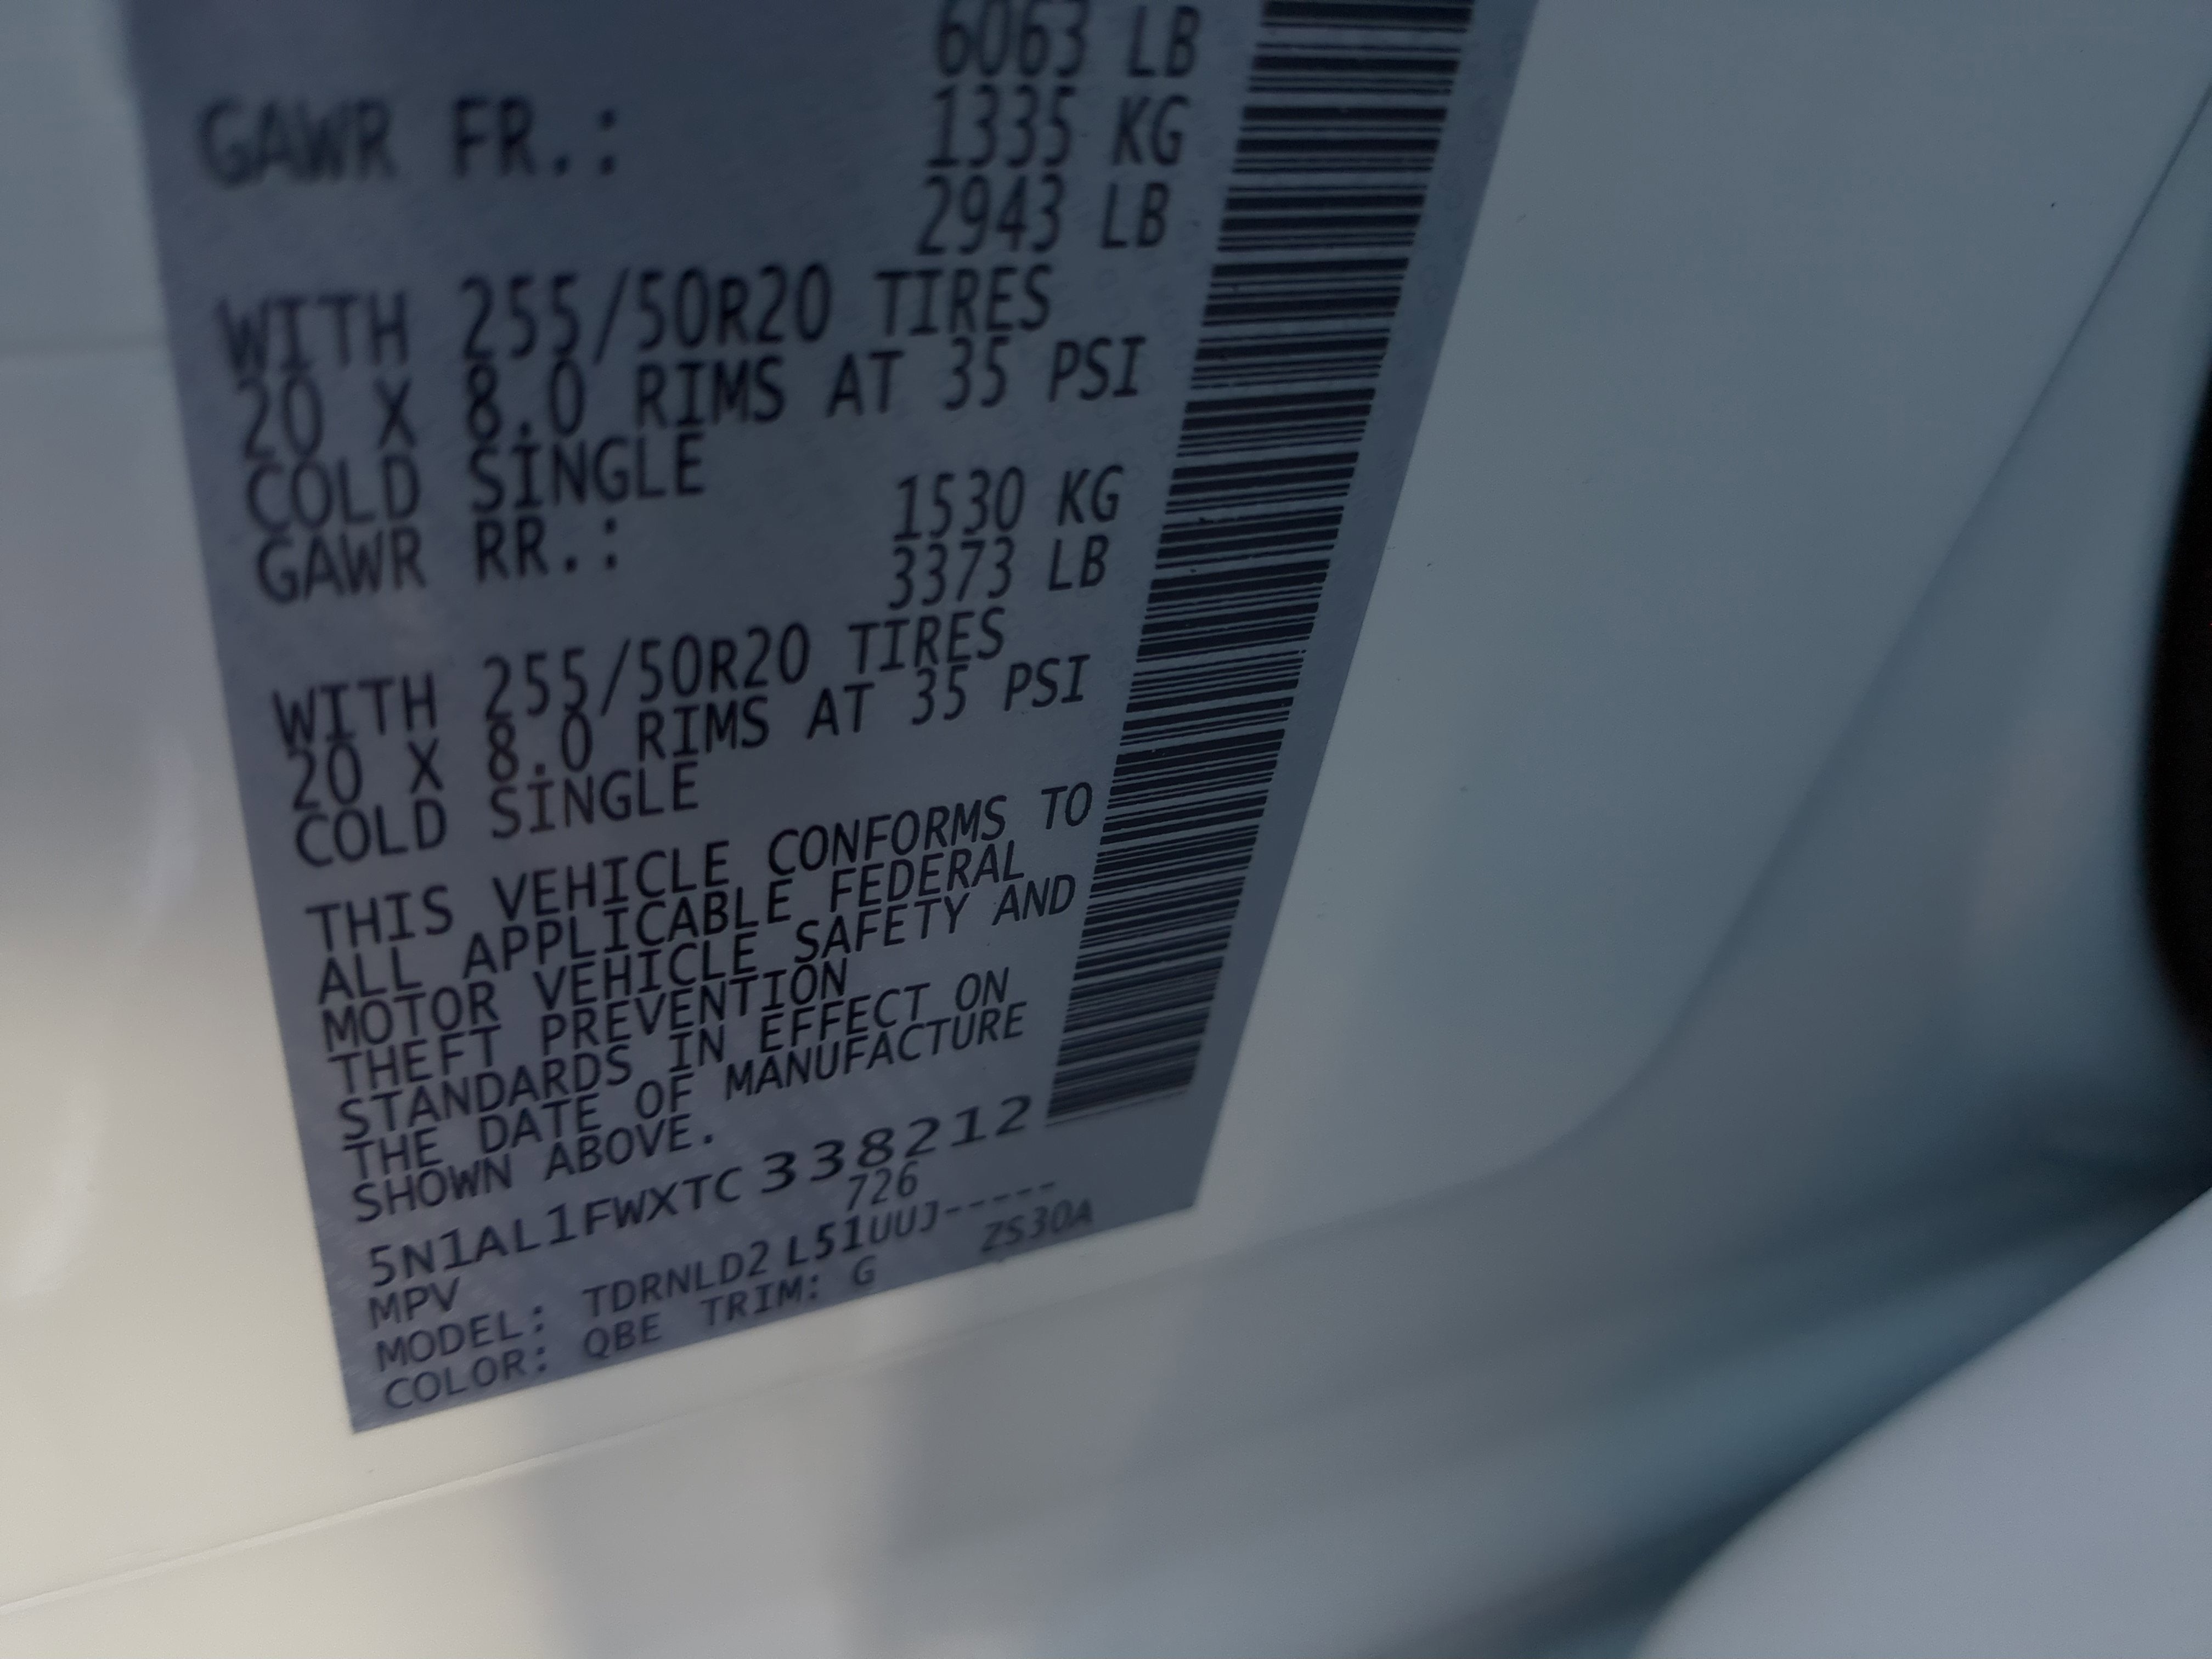 6063 LB
GAWR FR.: 1335 KG
2943 LB
WITH 255/50R20 TIRES
20 X 8.0 RIMS AT 35 PSI
COLD SINGLE
GAWR RR.: 1530 KG
3373 LB
WITH 255/50R20 TIRES
20 X 8.0 RIMS AT 35 PSI
COLD SINGLE
THIS VEHICLE CONFORMS TO
ALL APPLICABLE FEDERAL
MOTOR VEHICLE SAFETY AND
THEFT PREVENTION
STANDARDS IN EFFECT ON
THE DATE OF MANUFACTURE
SHOWN ABOVE.
5N1AL1FWXTC338212
MPV 726
MODEL: TDRNLD2 L51UUJ-----
COLOR: QBE TRIM: G ZS30A